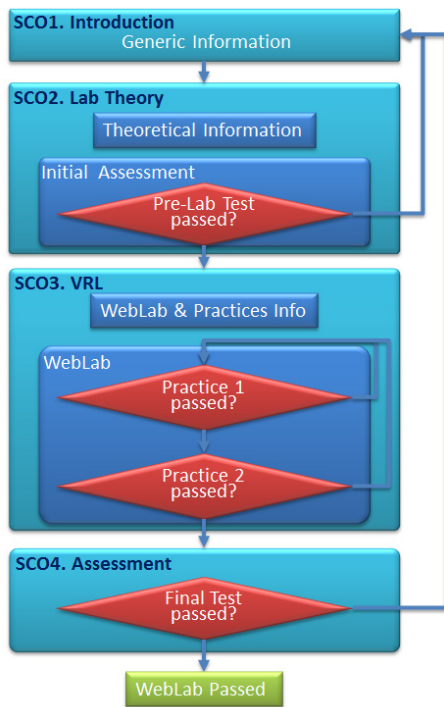 SCO1. Introduction
Generic Information
SCO2. Lab Theory
Theoretical Information
Initial Assessment
Pre-Lab Test
passed?
SCO3. VRL
WebLab & Practices Info
WebLab
Practice 1
passed?
Practice 2
passed?
SCO4. Assessment
Final Test
passed?
WebLab Passed